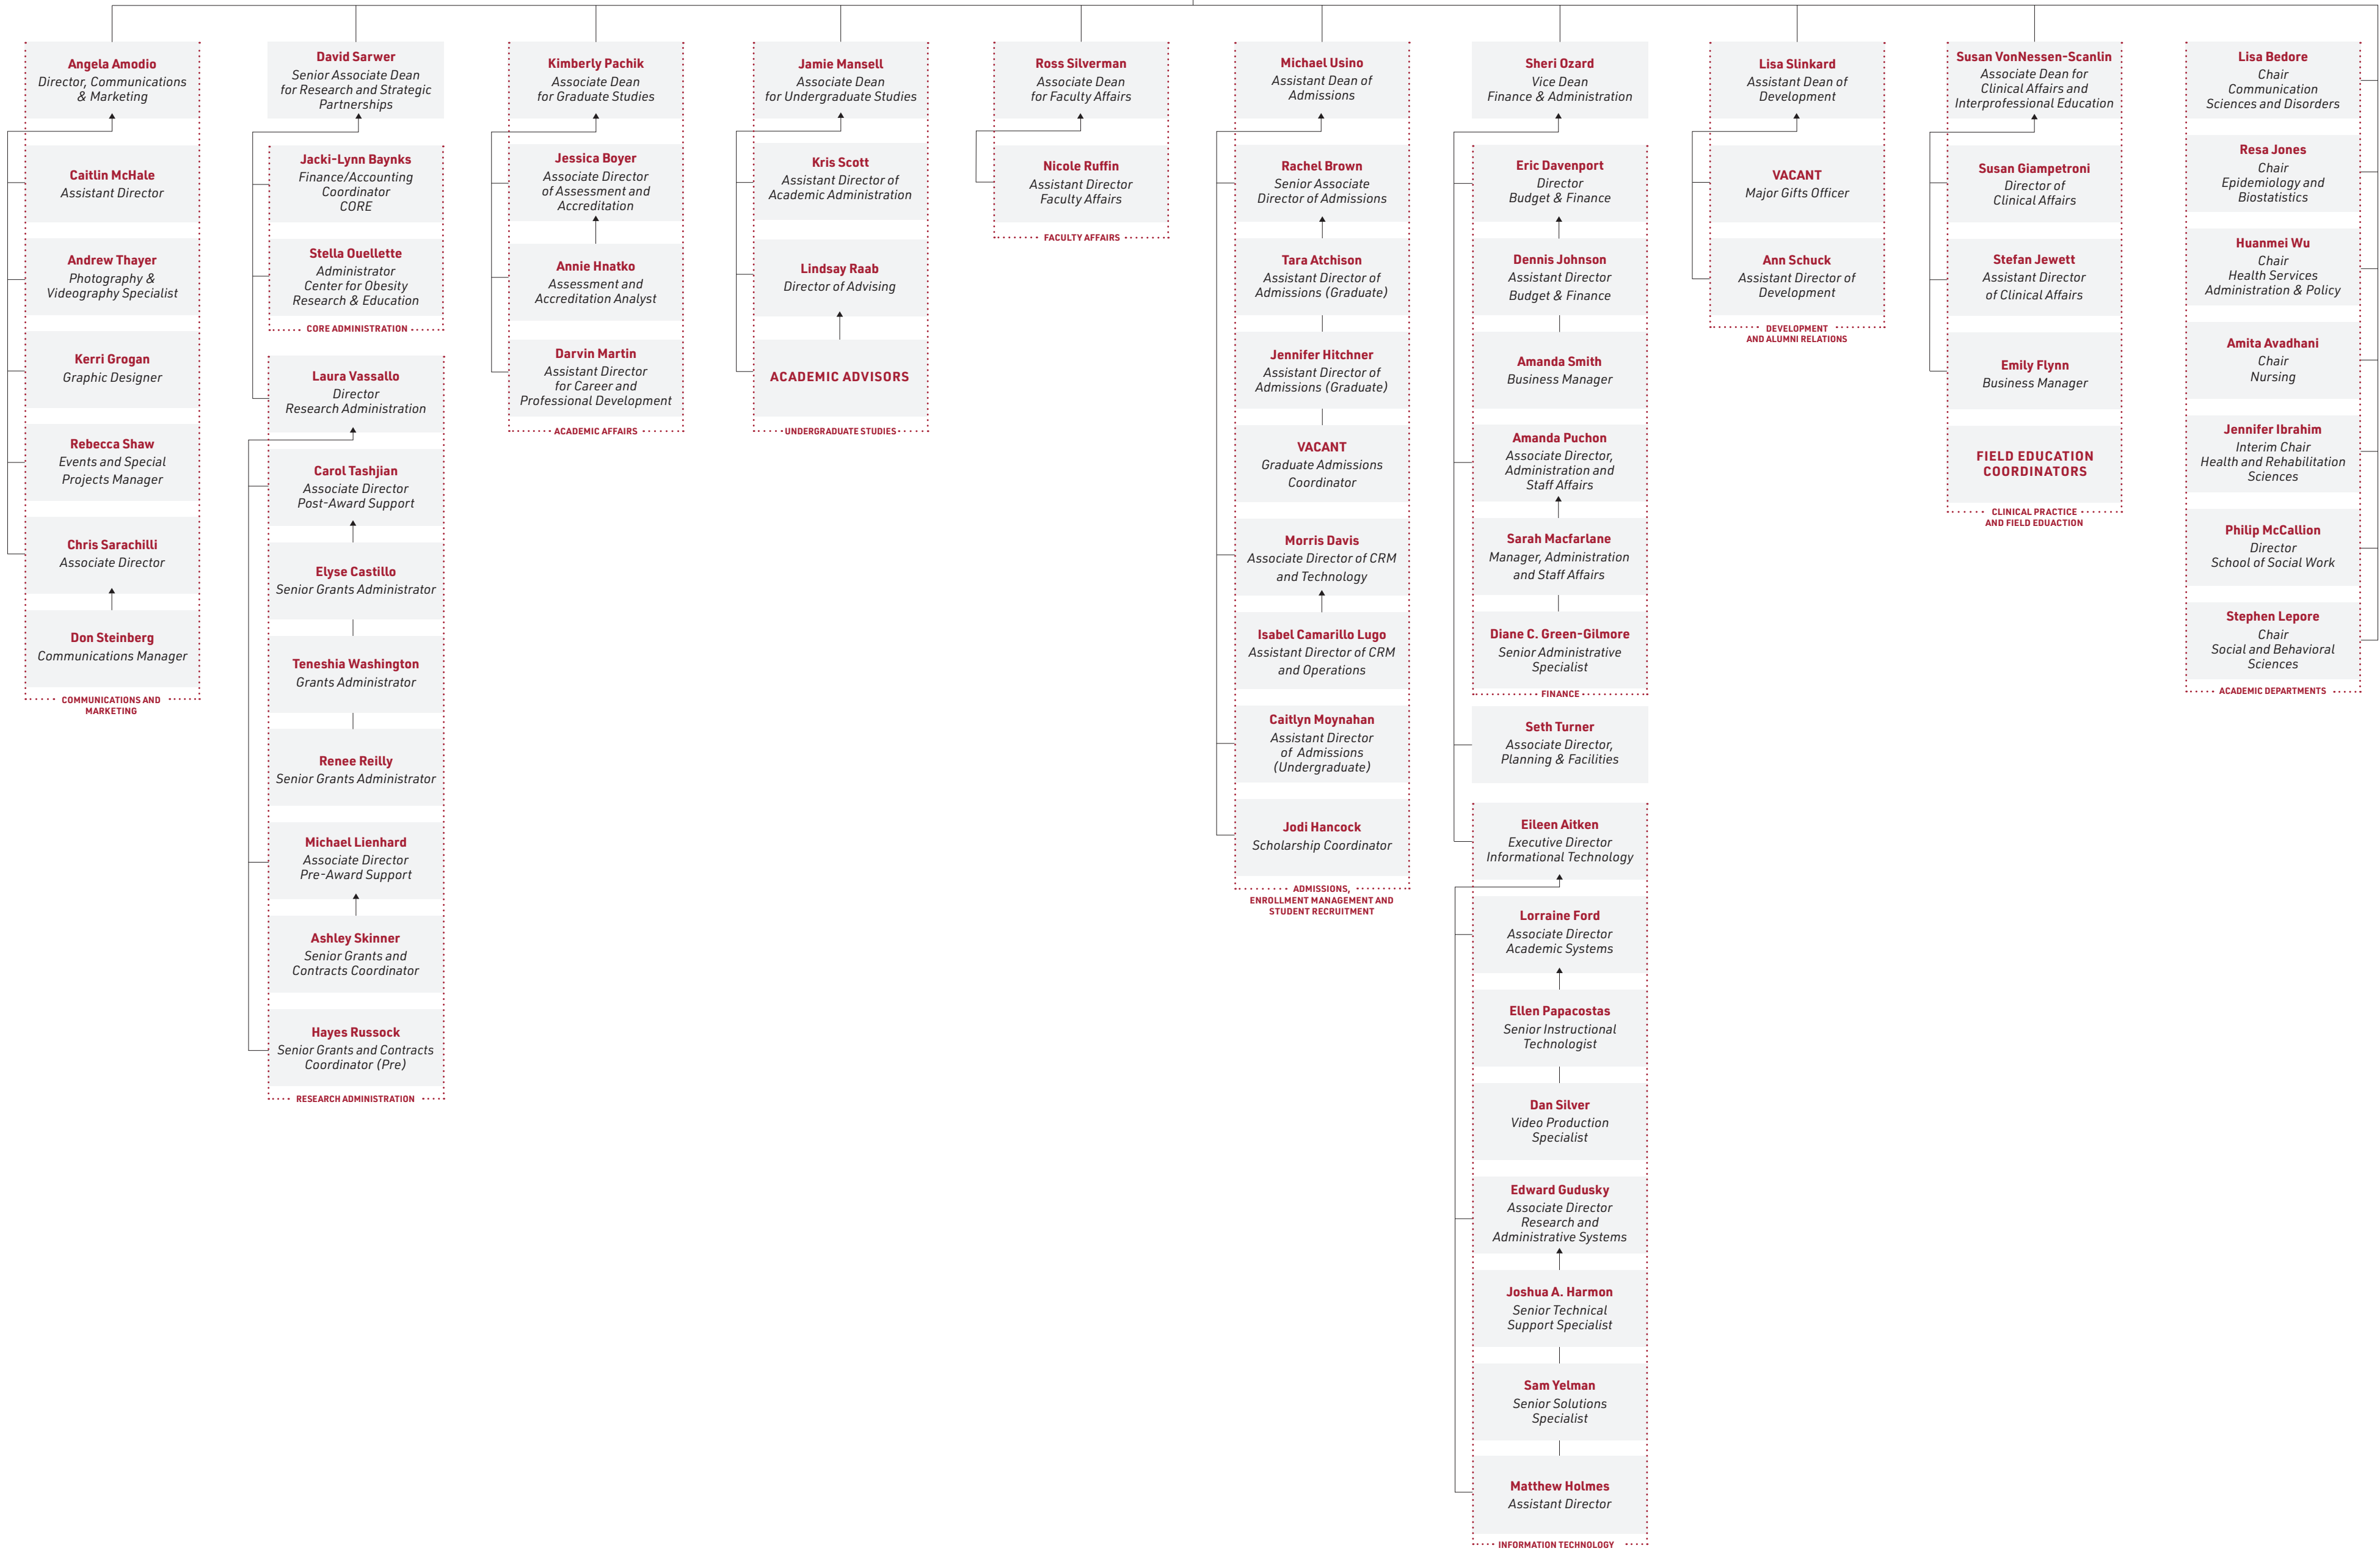 Angela Amodio
Director, Communications
& Marketing
Caitlin McHale
Assistant Director
Andrew Thayer
Photography &
Videography Specialist
Kerri Grogan
Graphic Designer
Rebecca Shaw
Events and Special
Projects Manager
Chris Sarachilli
Associate Director
Don Steinberg
Communications Manager
COMMUNICATIONS AND
MARKETING
David Sarwer
Senior Associate Dean
for Research and Strategic
Partnerships
Jacki-Lynn Baynks
Finance/Accounting
Coordinator
CORE
Stella Ouellette
Administrator
Center for Obesity
Research & Education
CORE ADMINISTRATION
Laura Vassallo
Director
Research Administration
Carol Tashjian
Associate Director
Post-Award Support
Elyse Castillo
Senior Grants Administrator
Teneshia Washington
Grants Administrator
Renee Reilly
Senior Grants Administrator
Michael Lienhard
Associate Director
Pre-Award Support
Ashley Skinner
Senior Grants and
Contracts Coordinator
Hayes Russock
Senior Grants and Contracts
Coordinator (Pre)
RESEARCH ADMINISTRATION
Kimberly Pachik
Associate Dean
for Graduate Studies
Jessica Boyer
Associate Director
of Assessment and
Accreditation
Annie Hnatko
Assessment and
Accreditation Analyst
Darvin Martin
Assistant Director
for Career and
Professional Development
ACADEMIC AFFAIRS
Jamie Mansell
Associate Dean
for Undergraduate Studies
Kris Scott
Assistant Director of
Academic Administration
Lindsay Raab
Director of Advising
ACADEMIC ADVISORS
UNDERGRADUATE STUDIES
Ross Silverman
Associate Dean
for Faculty Affairs
Nicole Ruffin
Assistant Director
Faculty Affairs
FACULTY AFFAIRS
Michael Usino
Assistant Dean of
Admissions
Rachel Brown
Senior Associate
Director of Admissions
Tara Atchison
Assistant Director of
Admissions (Graduate)
Jennifer Hitchner
Assistant Director of
Admissions (Graduate)
VACANT
Graduate Admissions
Coordinator
Morris Davis
Associate Director of CRM
and Technology
Isabel Camarillo Lugo
Assistant Director of CRM
and Operations
Caitlyn Moynahan
Assistant Director
of Admissions
(Undergraduate)
Jodi Hancock
Scholarship Coordinator
ADMISSIONS,
ENROLLMENT MANAGEMENT AND
STUDENT RECRUITMENT
Sheri Ozard
Vice Dean
Finance & Administration
Eric Davenport
Director
Budget & Finance
Dennis Johnson
Assistant Director
Budget & Finance
Amanda Smith
Business Manager
Amanda Puchon
Associate Director,
Administration and
Staff Affairs
Sarah Macfarlane
Manager, Administration
and Staff Affairs
Diane C. Green-Gilmore
Senior Administrative
Specialist
FINANCE
Seth Turner
Associate Director,
Planning & Facilities
Eileen Aitken
Executive Director
Informational Technology
Lorraine Ford
Associate Director
Academic Systems
Ellen Papacostas
Senior Instructional
Technologist
Dan Silver
Video Production
Specialist
Edward Gudusky
Associate Director
Research and
Administrative Systems
Joshua A. Harmon
Senior Technical
Support Specialist
Sam Yelman
Senior Solutions
Specialist
Matthew Holmes
Assistant Director
INFORMATION TECHNOLOGY
Lisa Slinkard
Assistant Dean of
Development
VACANT
Major Gifts Officer
Ann Schuck
Assistant Director of
Development
DEVELOPMENT
AND ALUMNI RELATIONS
Susan VonNessen-Scanlin
Associate Dean for
Clinical Affairs and
Interprofessional Education
Susan Giampetroni
Director of
Clinical Affairs
Stefan Jewett
Assistant Director
of Clinical Affairs
Emily Flynn
Business Manager
FIELD EDUCATION
COORDINATORS
CLINICAL PRACTICE
AND FIELD EDUACTION
Lisa Bedore
Chair
Communication
Sciences and Disorders
Resa Jones
Chair
Epidemiology and
Biostatistics
Huanmei Wu
Chair
Health Services
Administration & Policy
Amita Avadhani
Chair
Nursing
Jennifer Ibrahim
Interim Chair
Health and Rehabilitation
Sciences
Philip McCallion
Director
School of Social Work
Stephen Lepore
Chair
Social and Behavioral
Sciences
ACADEMIC DEPARTMENTS